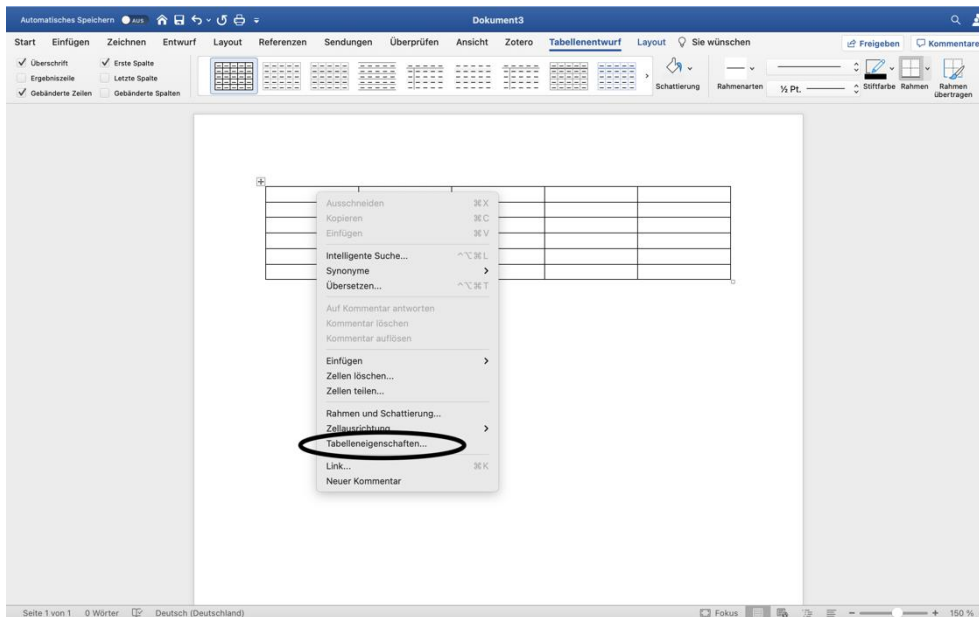 Automatisches Speichern AUS Dokument3
Start Einfügen Zeichnen Entwurf Layout Referenzen Sendungen Überprüfen Ansicht Zotero Tabellenentwurf Layout Sie wünschen Freigeben Kommentare
Überschrift Erste Spalte
Ergebniszeile Letzte Spalte
Gebänderte Zeilen Gebänderte Spalten
Schattierung Rahmenarten ½ Pt. Stiftfarbe Rahmen Rahmen übertragen
Ausschneiden ⌘X
Kopieren ⌘C
Einfügen ⌘V
Intelligente Suche... ^⌥⌘L
Synonyme
Übersetzen... ^⌥⌘T
Auf Kommentar antworten
Kommentar löschen
Kommentar auflösen
Einfügen
Zellen löschen...
Zellen teilen...
Rahmen und Schattierung...
Zellausrichtung
Tabelleneigenschaften...
Link... ⌘K
Neuer Kommentar
Seite 1 von 1 0 Wörter Deutsch (Deutschland) Fokus 150 %